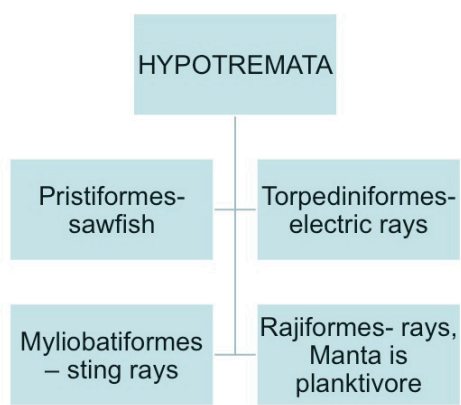 HYPOTREMATA
Pristiformes-
sawfish
Torpediniformes-
electric rays
Myliobatiformes
– sting rays
Rajiformes- rays,
Manta is
planktivore